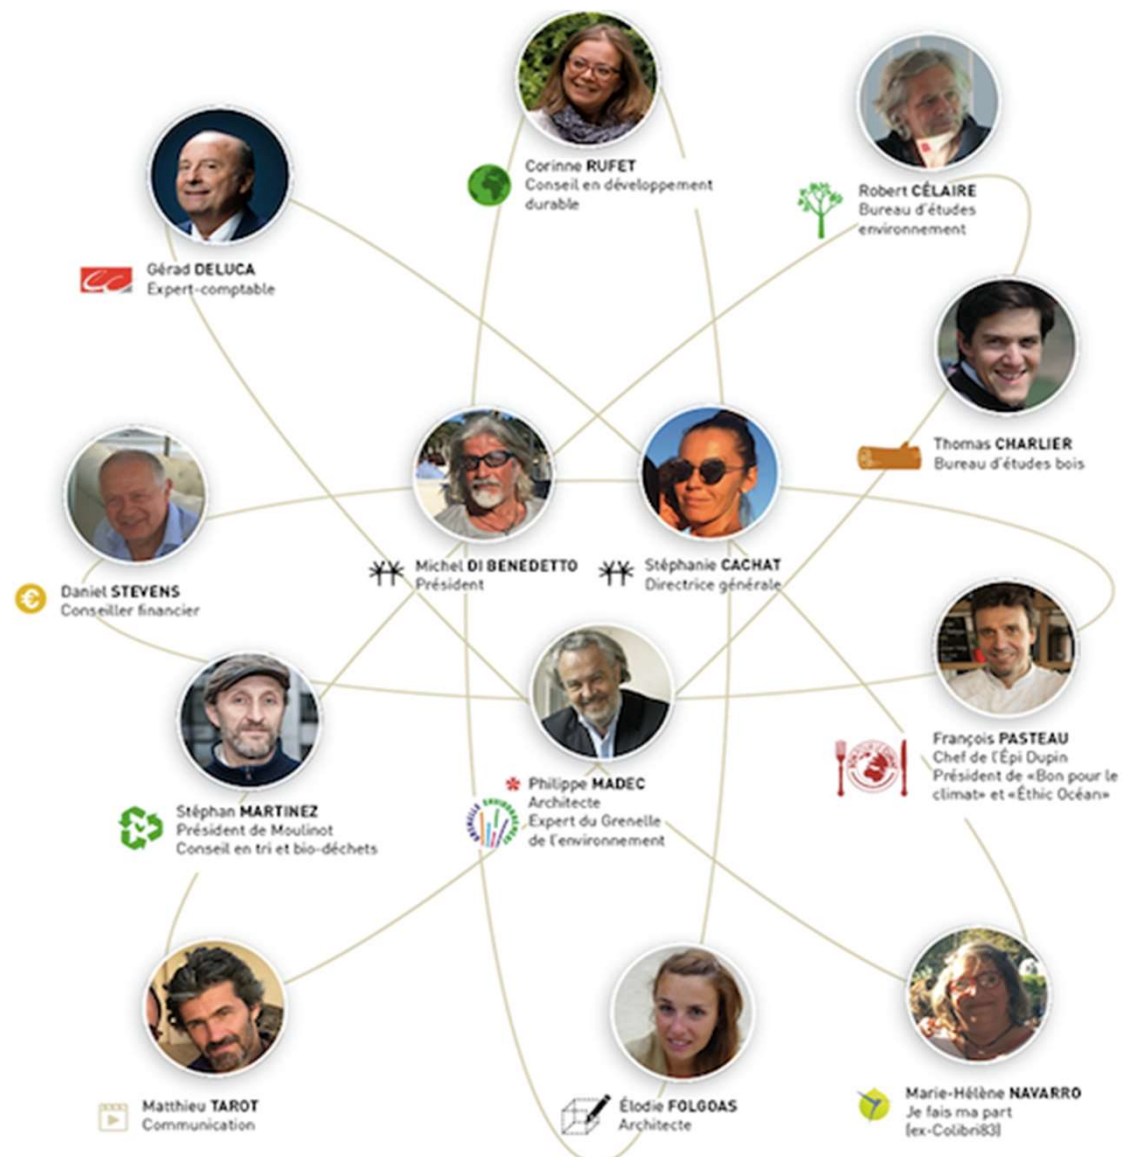 Corinne RUFET
Conseil en développement
durable
Robert CÉLAIRE
Bureau d'études
environnement
Gérad DELUCA
Expert-comptable
Thomas CHARLIER
Bureau d'études bois
Michel DI BENEDETTO
Président
Stéphanie CACHAT
Directrice générale
Daniel STEVENS
Conseiller financier
François PASTEAU
Chef de l'Épi Dupin
Président de «Bon pour le
climat» et «Éthic Océan»
Philippe MADEC
Architecte
Expert du Grenelle
de l'environnement
Stéphan MARTINEZ
Président de Moulinot
Conseil en tri et bio-déchets
Matthieu TAROT
Communication
Élodie FOLGOAS
Architecte
Marie-Hélène NAVARRO
Je fais ma part
(ex-Colibri83)